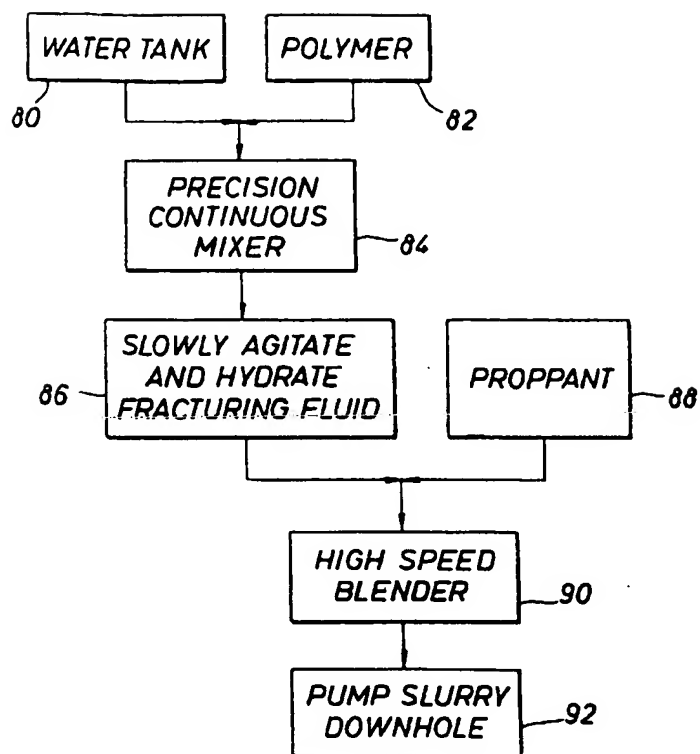 WATER TANK
POLYMER
80
82
PRECISION
CONTINUOUS
MIXER
84
SLOWLY AGITATE
AND HYDRATE
FRACTURING FLUID
86
PROPPANT
88
HIGH SPEED
BLENDER
90
PUMP SLURRY
DOWNHOLE
92